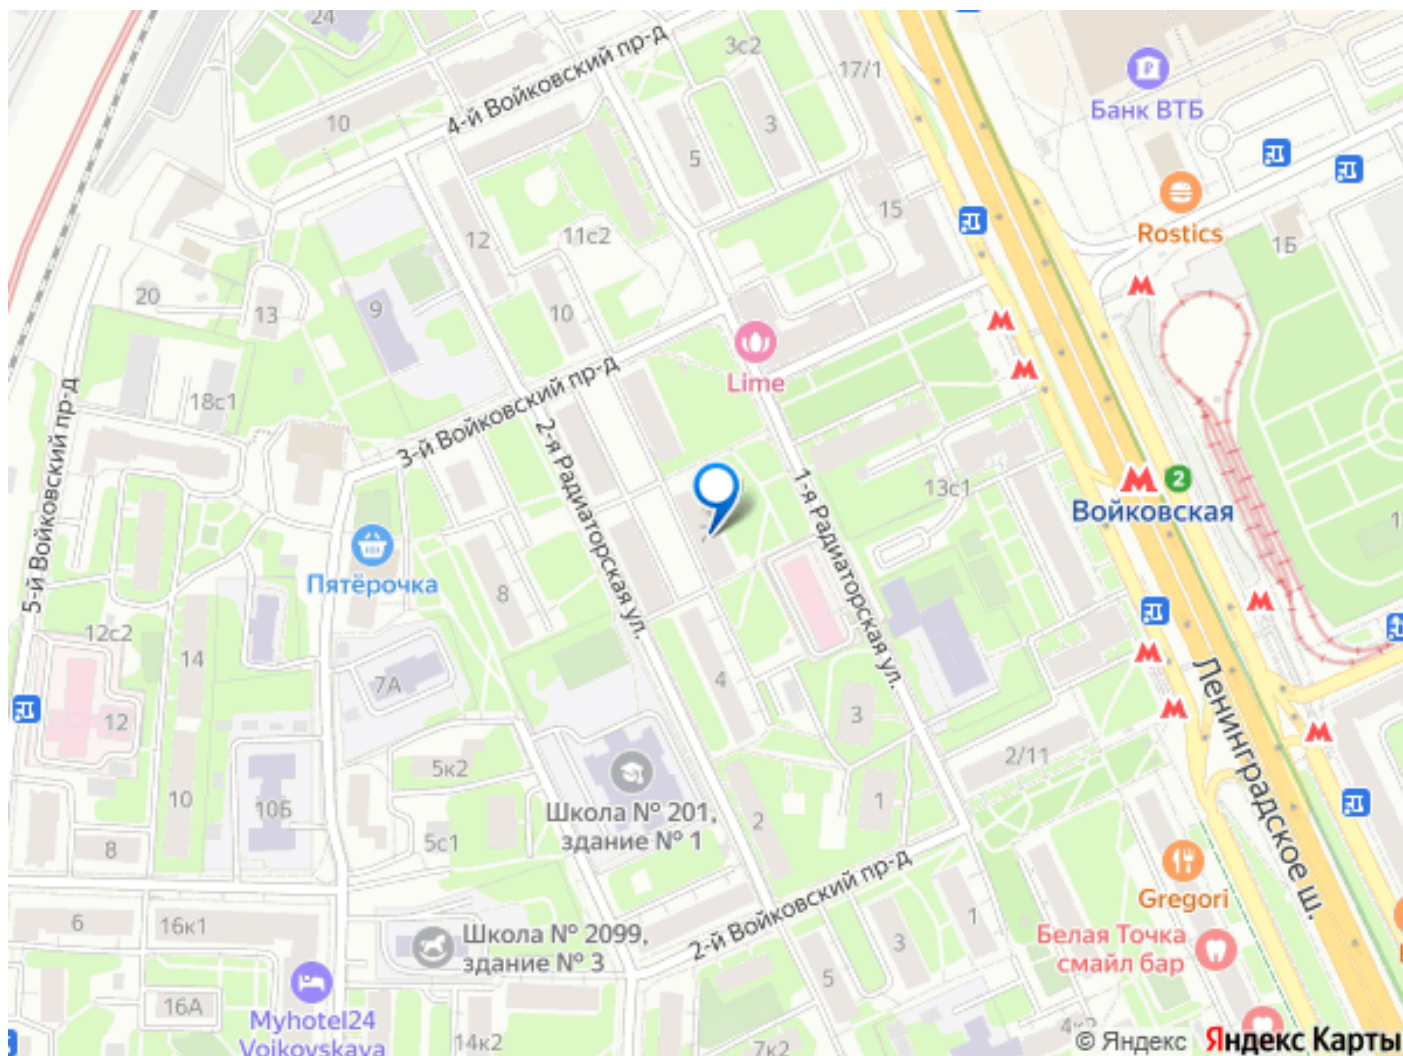 24
3с2
17/1
10
4-й Войковский пр-д
5
3
Банк ВТБ
Rostics
15
1Б
12
11с2
20
13
9
10
Lime
18с1
3-й Войковский пр-д
5-й Войковский пр-д
2-я Радиаторская ул.
1-я Радиаторская ул.
13с1
2
Войковская
Пятёрочка
8
12с2
14
7А
12
4
3
2/11
Ленинградское ш.
5к2
10
10Б
Школа № 201,
здание № 1
2
1
5с1
8
Gregori
2-й Войковский пр-д
6
16к1
Школа № 2099,
здание № 3
3
1
Белая Точка
смайл бар
5
16А
Myhotel24
Voikovskaya
14к2
7к2
4к2
© Яндекс Яндекс Карты